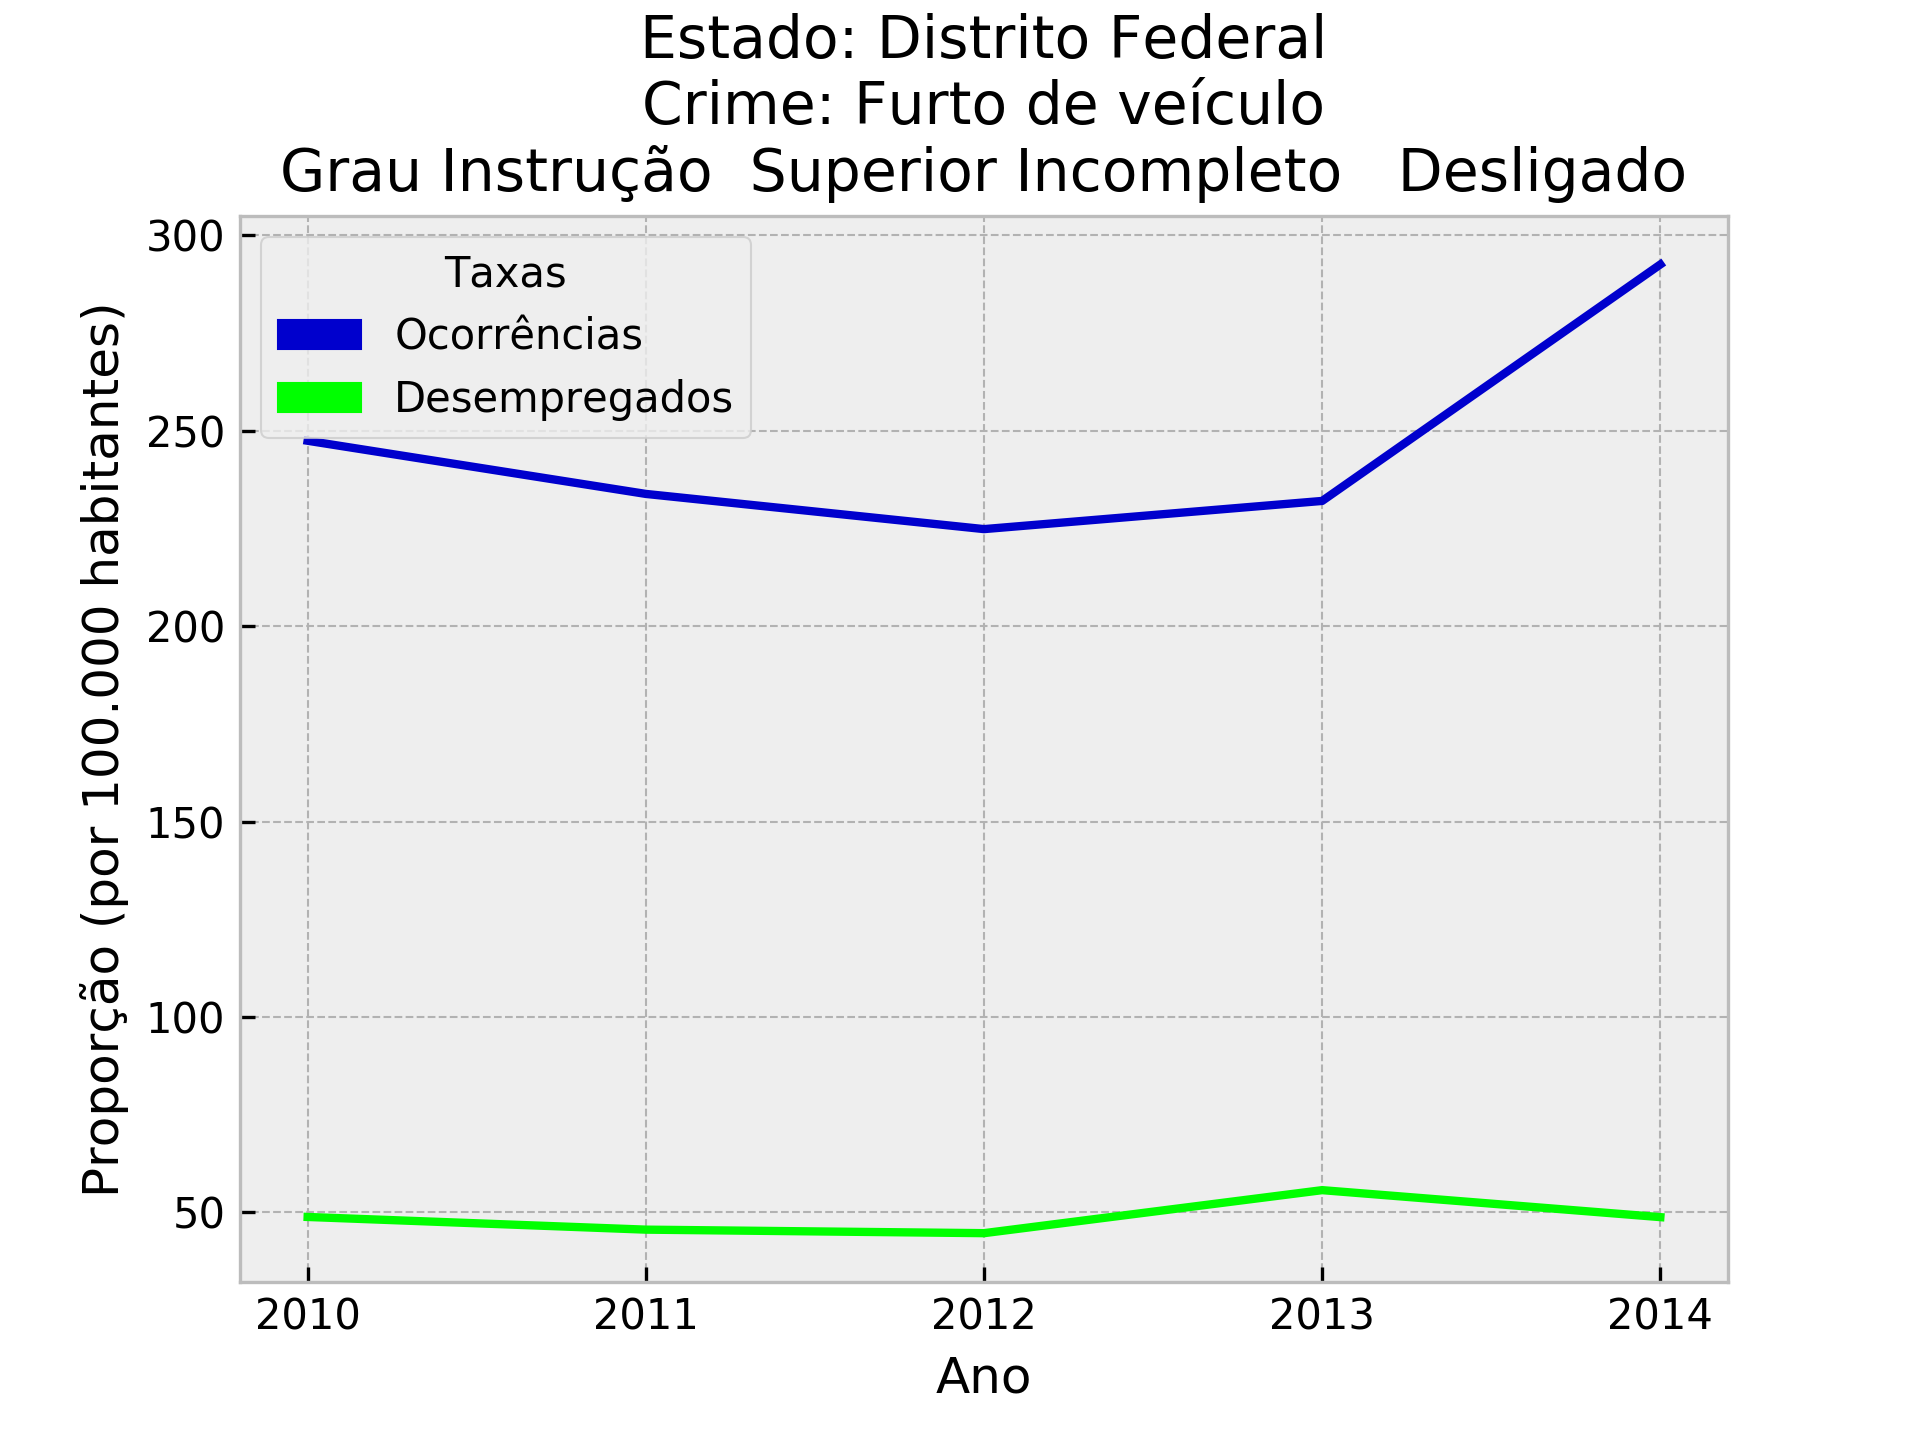 Estado: Distrito Federal
Crime: Furto de veículo
Grau Instrução  Superior Incompleto   Desligado
Proporção (por 100.000 habitantes)
300
250
200
150
100
50
Taxas
Ocorrências
Desempregados
2010 2011 2012 2013 2014
Ano